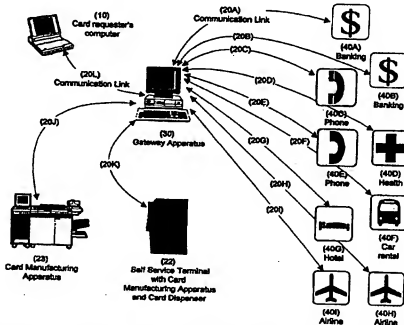 (10)
Card requester's
computer
(20A)
Communication Link
$
(40A)
Banking
(20B)
(20C)
$
(40B)
Banking
(20L)
Communication Link
(20D)
(40C)
Phone
(20E)
(20J)
(30)
Gateway Apparatus
(20F)
(40D)
Health
(20K)
(20G)
(40E)
Phone
(20H)
(20I)
(40F)
Car
rental
(23)
Card Manufacturing
Apparatus
(22)
Self Service Terminal
with Card
Manufacturing Apparatus
and Card Dispenser
(40G)
Hotel
(40I)
Airline
(40H)
Airline